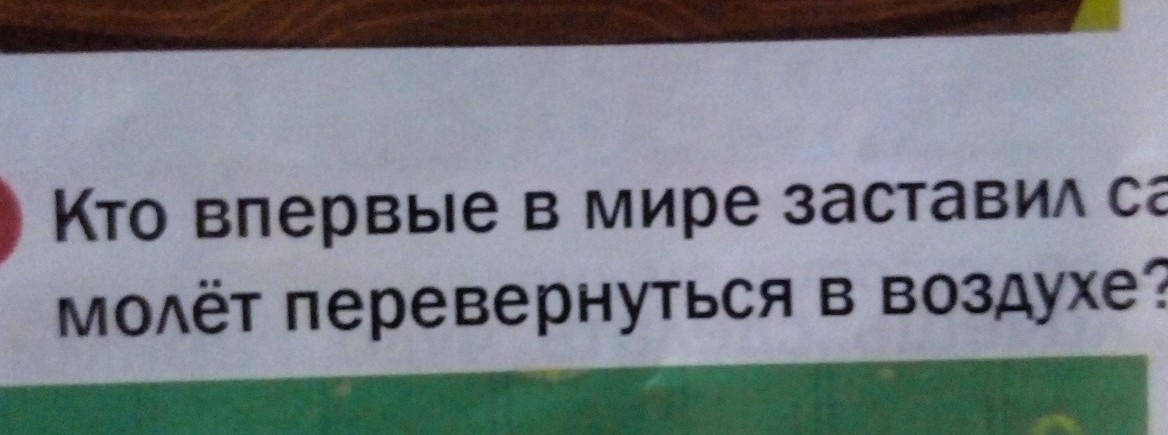 Кто впервые в мире заставил са
молёт перевернуться в воздухе?